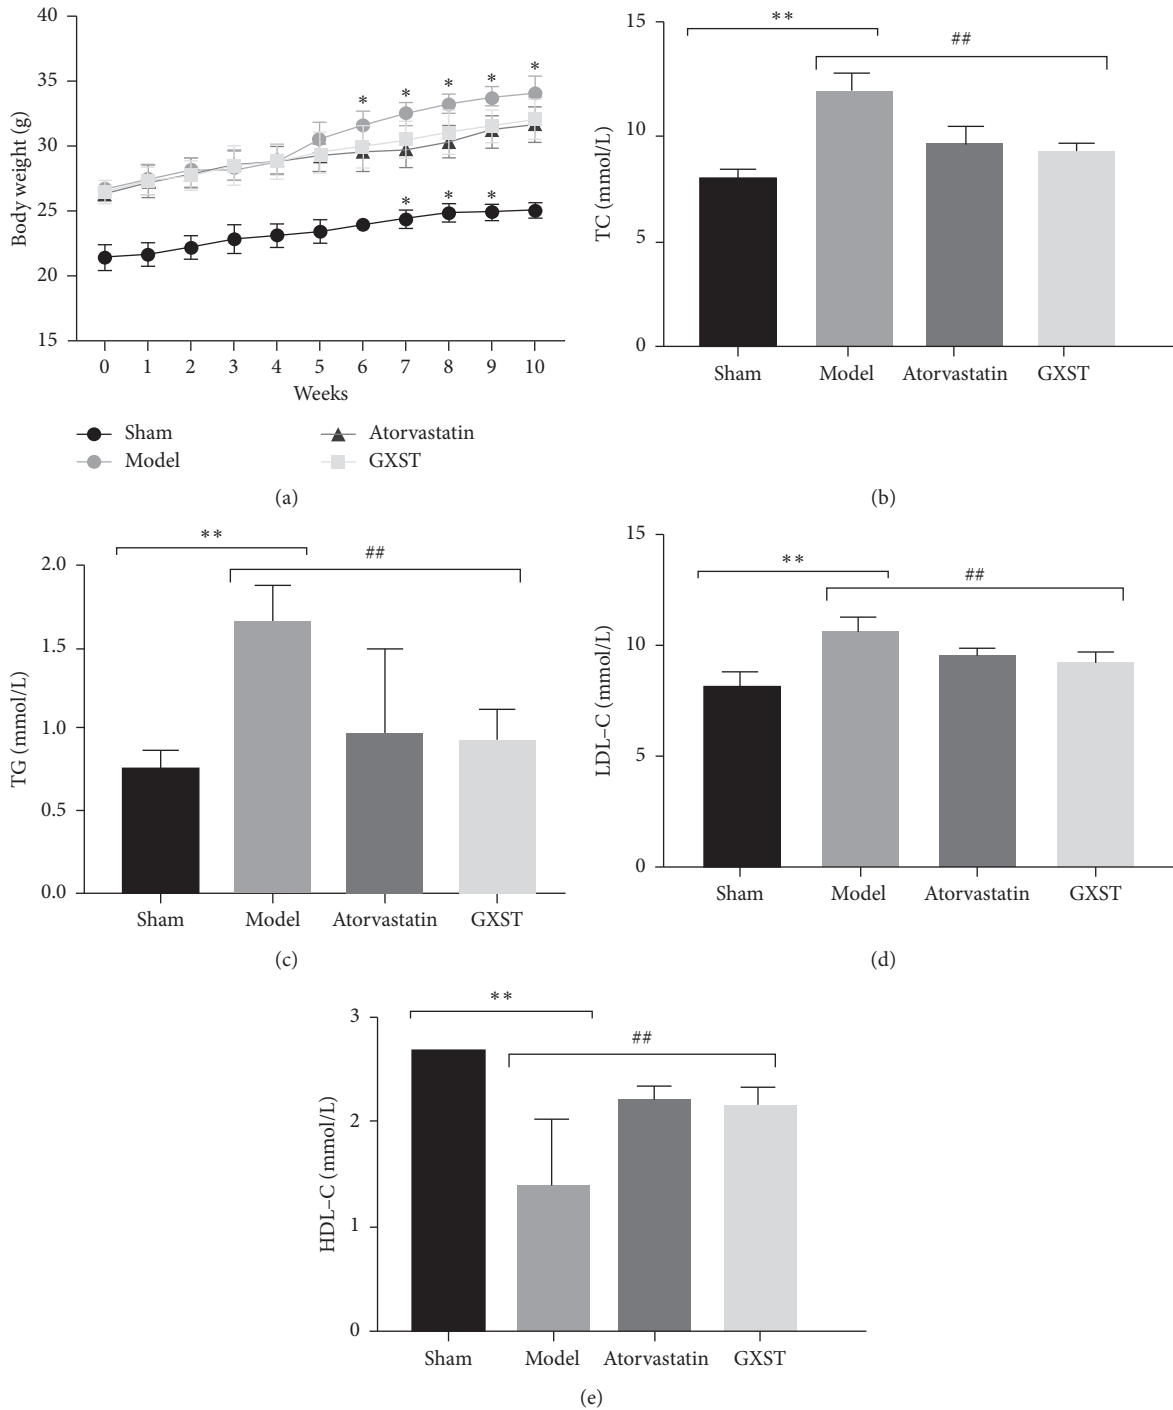 40
35
30
25
20
15
Body weight (g)
* * * * *
* * *
0 1 2 3 4 5 6 7 8 9 10
Weeks
Sham
Atorvastatin
Model
GXST
(a)
15
10
5
0
TC (mmol/L)
**
##
Sham Model Atorvastatin GXST
(b)
2.0
1.5
1.0
0.5
0.0
TG (mmol/L)
**
##
Sham Model Atorvastatin GXST
(c)
15
10
5
0
LDL–C (mmol/L)
**
##
Sham Model Atorvastatin GXST
(d)
3
2
1
0
HDL–C (mmol/L)
**
##
Sham Model Atorvastatin GXST
(e)